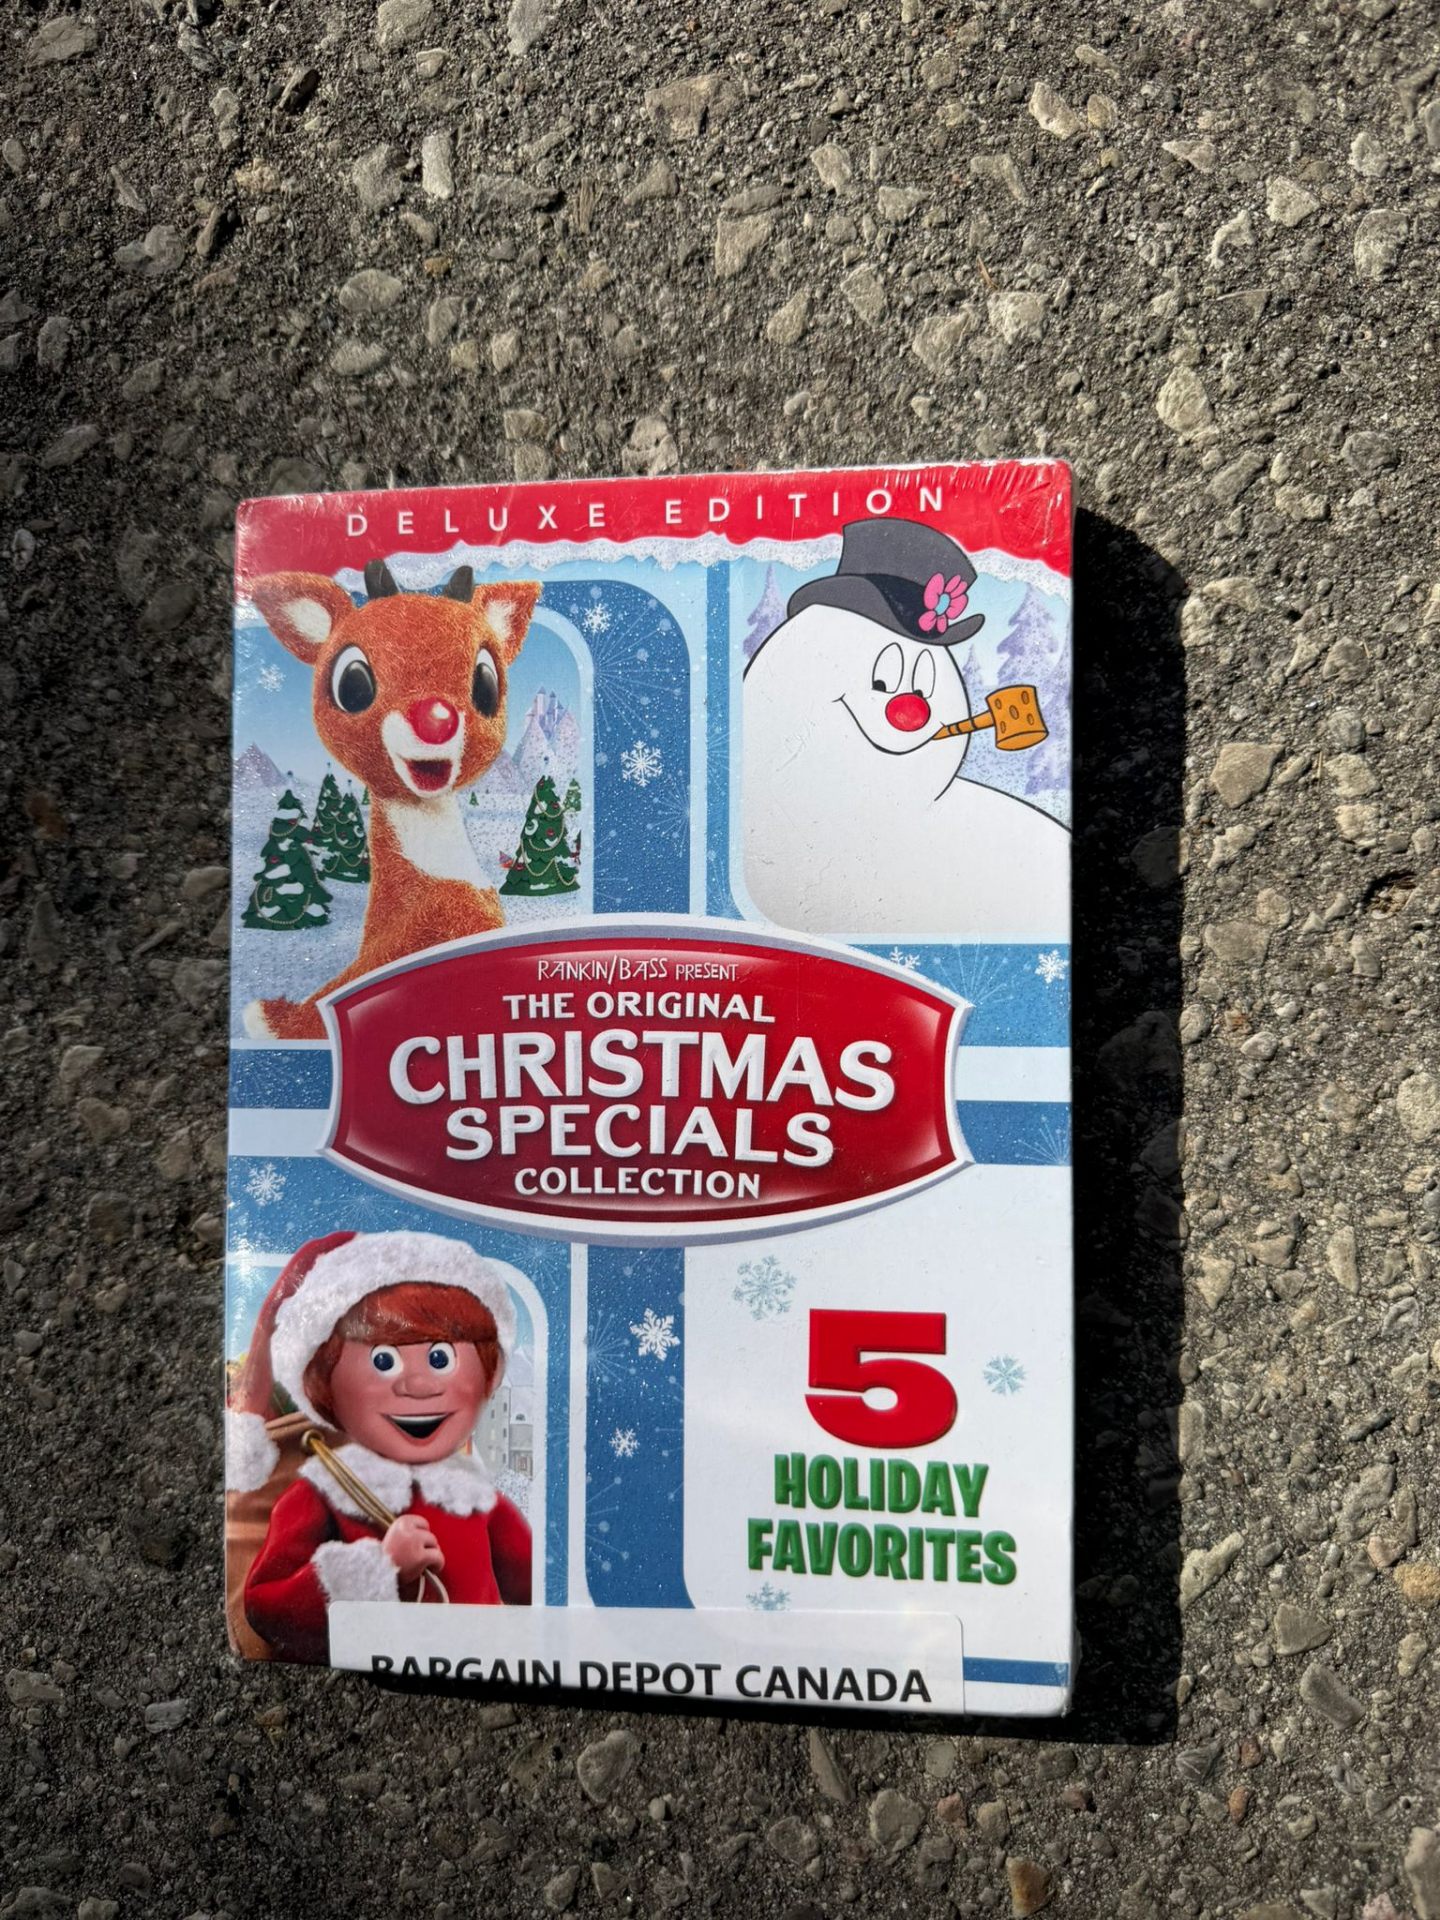 DELUXE EDITION
RANKIN/BASS PRESENT
THE ORIGINAL
CHRISTMAS
SPECIALS
COLLECTION
5
HOLIDAY
FAVORITES
BARGAIN DEPOT CANADA